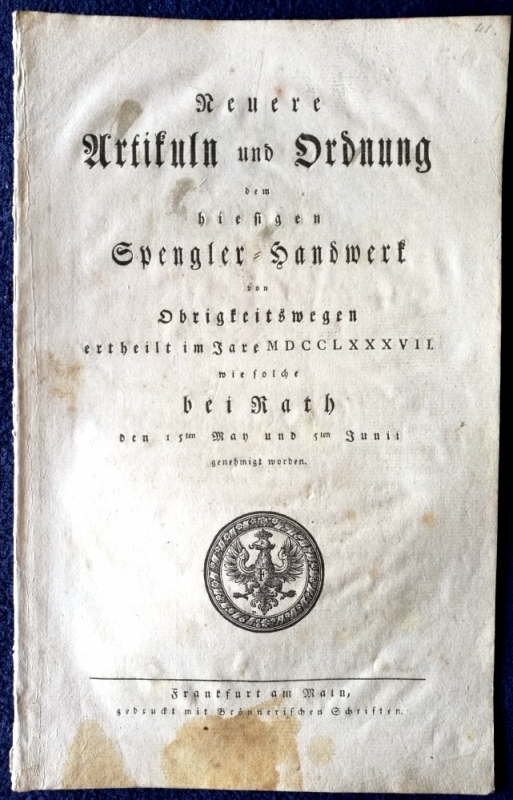 41.
Neuere
Artikuln und Ordnung
dem
hiesigen
Spengler-Handwerk
von
Obrigkeitswegen
ertheilt im Jare MDCCLXXXVII.
wie solche
bei Rath
den 15ten May und 5ten Junii
genehmigt worden.
Frankfurt am Main,
gedruckt mit Brönnerischen Schriften.